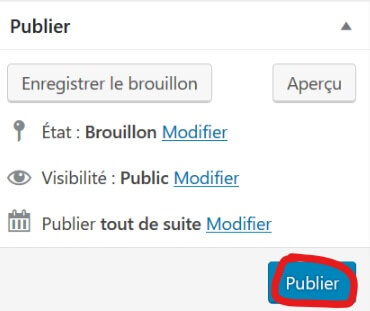 Publier
Enregistrer le brouillon Aperçu
État : Brouillon Modifier
Visibilité : Public Modifier
Publier tout de suite Modifier
Publier